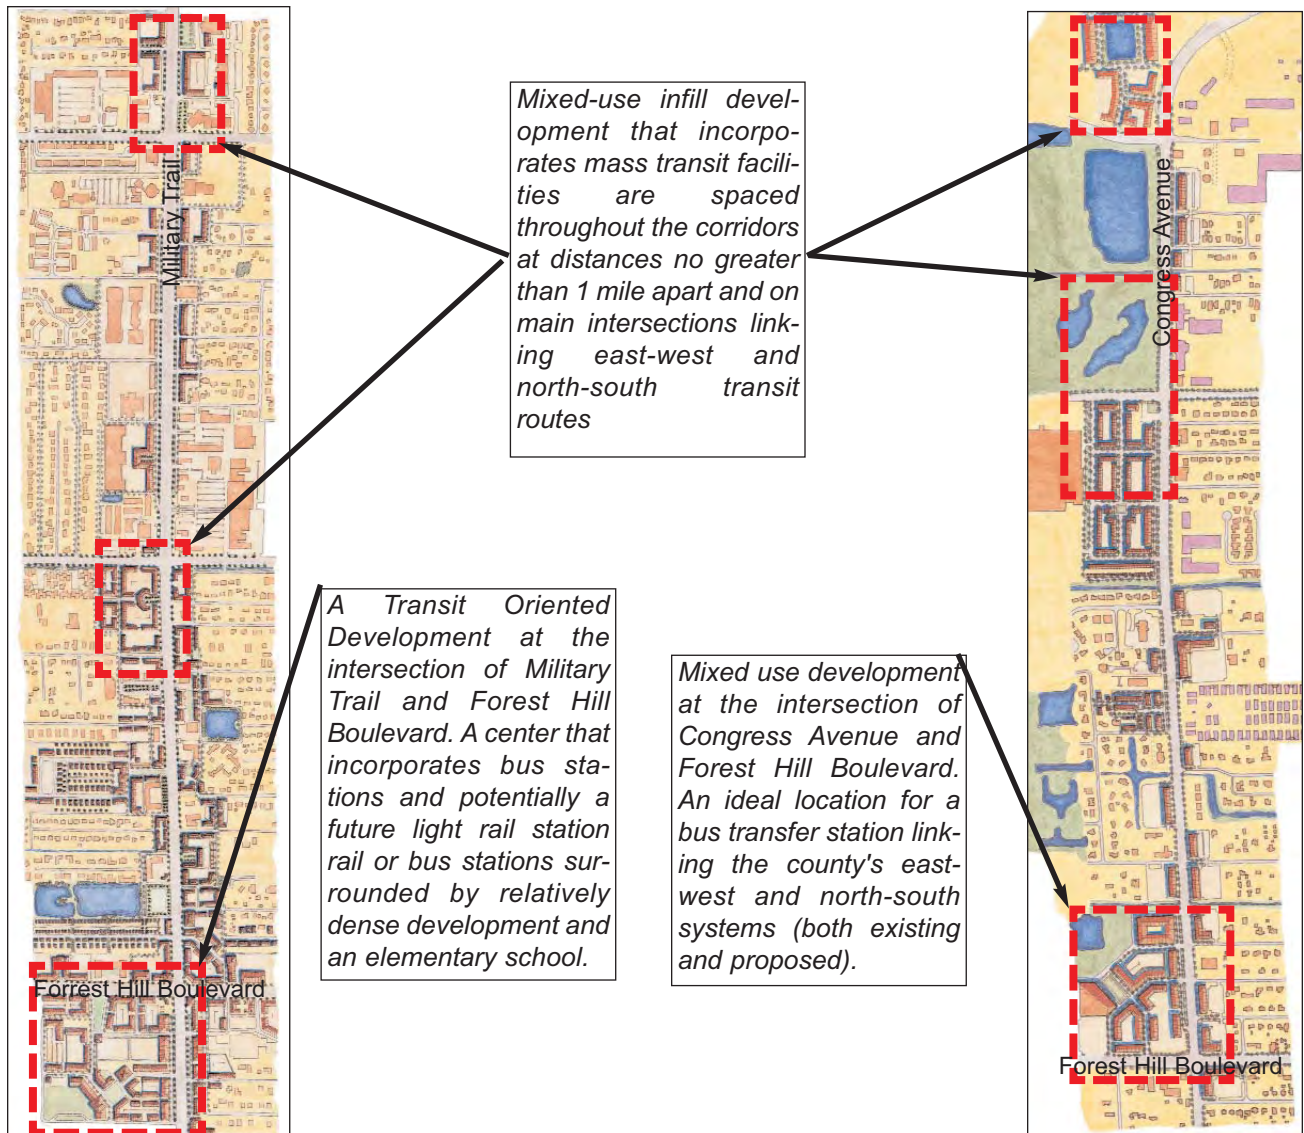 Military Trail
Mixed-use infill devel-
opment that incorpo-
rates mass transit facili-
ties are spaced
throughout the corridors
at distances no greater
than 1 mile apart and on
main intersections link-
ing east-west and
north-south transit
routes
Congress Avenue
A Transit Oriented
Development at the
intersection of Military
Trail and Forest Hill
Boulevard. A center that
incorporates bus sta-
tions and potentially a
future light rail station
rail or bus stations sur-
rounded by relatively
dense development and
an elementary school.
Mixed use development
at the intersection of
Congress Avenue and
Forest Hill Boulevard.
An ideal location for a
bus transfer station link-
ing the county's east-
west and north-south
systems (both existing
and proposed).
Forrest Hill Boulevard
Forest Hill Boulevard